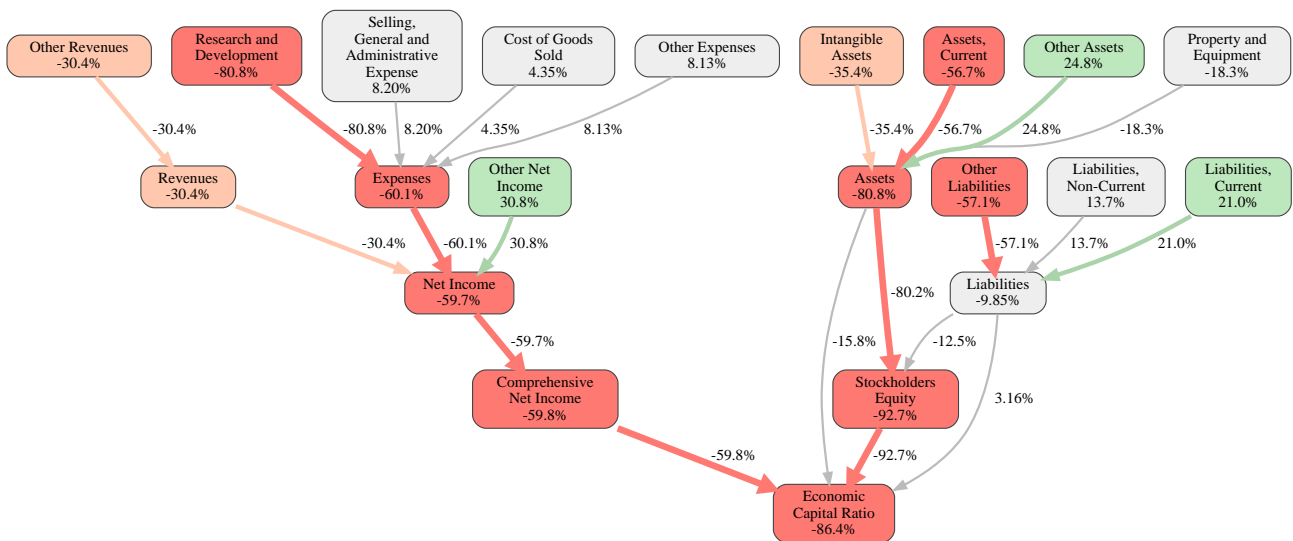 Other Revenues
-30.4%
Research and
Development
-80.8%
Selling,
General and
Administrative
Expense
8.20%
Cost of Goods
Sold
4.35%
Other Expenses
8.13%
Intangible
Assets
-35.4%
Assets,
Current
-56.7%
Other Assets
24.8%
Property and
Equipment
-18.3%
-30.4%
-80.8%
8.20%
4.35%
8.13%
-35.4%
-56.7%
24.8%
-18.3%
Revenues
-30.4%
Expenses
-60.1%
Other Net
Income
30.8%
Assets
-80.8%
Other
Liabilities
-57.1%
Liabilities,
Non-Current
13.7%
Liabilities,
Current
21.0%
-30.4%
-60.1%
30.8%
-57.1%
13.7%
21.0%
Net Income
-59.7%
Liabilities
-9.85%
-80.2%
-59.7%
-15.8%
-12.5%
Comprehensive
Net Income
-59.8%
Stockholders
Equity
-92.7%
3.16%
-59.8%
-92.7%
Economic
Capital Ratio
-86.4%